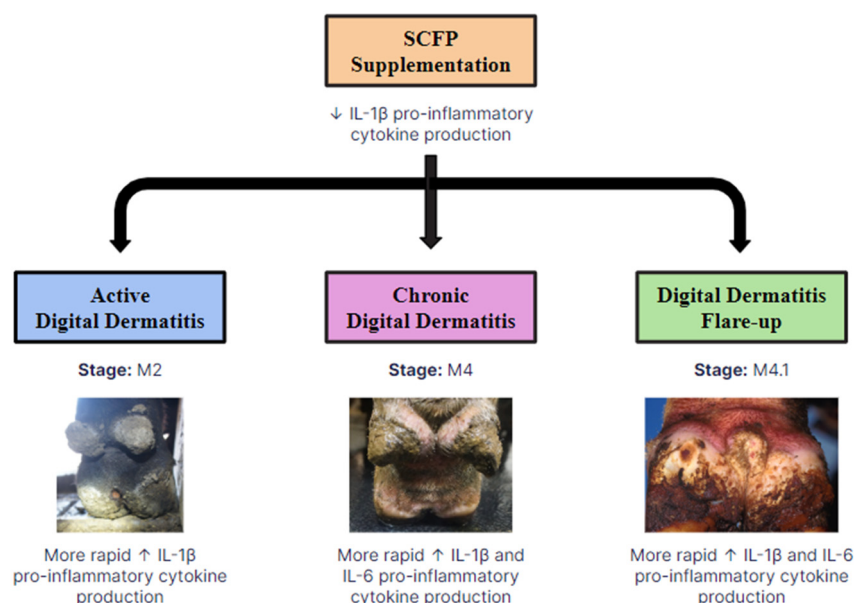 SCFP
Supplementation
↓ IL-1β pro-inflammatory
cytokine production
Active
Digital Dermatitis
Chronic
Digital Dermatitis
Digital Dermatitis
Flare-up
Stage: M2
Stage: M4
Stage: M4.1
More rapid ↑ IL-1β
pro-inflammatory cytokine
production
More rapid ↑ IL-1β and
IL-6 pro-inflammatory
cytokine production
More rapid ↑ IL-1β and IL-6
pro-inflammatory cytokine
production